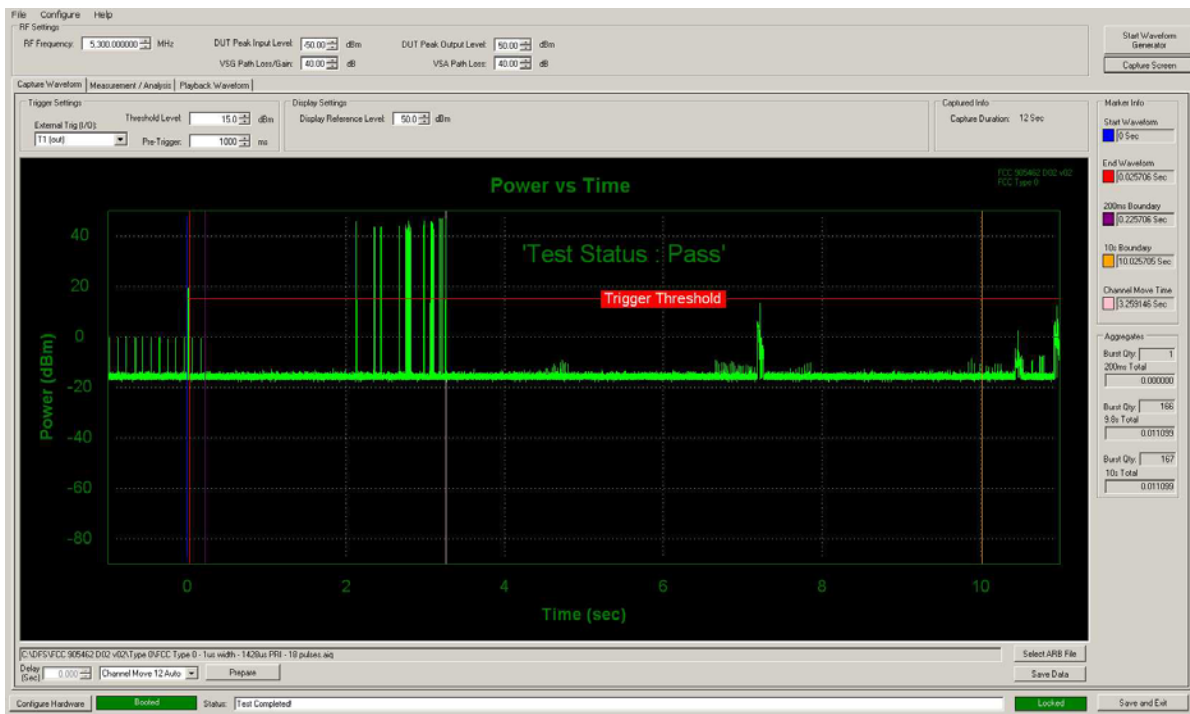 File Configure Help
RF Settings
RF Frequency: 5,300.000000 MHz DUT Peak Input Level: -50.00 dBm DUT Peak Output Level: 50.00 dBm
VSG Path Loss/Gain: 40.00 dB VSA Path Loss: 40.00 dB
Start Waveform Generator
Capture Screen
Capture Waveform Measurement / Analysis Playback Waveform
Trigger Settings
External Trig (I/O): Threshold Level: 15.0 dBm
T1 (out) Pre-Trigger: 1000 ms
Display Settings
Display Reference Level: 50.0 dBm
Captured Info
Capture Duration: 12 Sec
Marker Info
Start Waveform
0 Sec
End Waveform
0.025706 Sec
200ms Boundary
0.225706 Sec
10s Boundary
10.025705 Sec
Channel Move Time
3.259146 Sec
Aggregates
Burst Qty: 1
200ms Total
0.000000
Burst Qty: 166
9.8s Total
0.011099
Burst Qty: 167
10s Total
0.011099
Power vs Time
FCC 905462 D02 v02
FCC Type 0
'Test Status : Pass'
Trigger Threshold
Power (dBm)
40
20
0
-20
-40
-60
-80
0 2 4 6 8 10
Time (sec)
C:\DFS\FCC 905462 D02 v02\Type 0\FCC Type 0 - 1us width - 1428us PRI - 18 pulses.aiq
Select ARB File
Delay (Sec) 0.000 Channel Move 12 Auto Prepare Save Data
Configure Hardware Booted Status: Test Completed! Locked Save and Exit